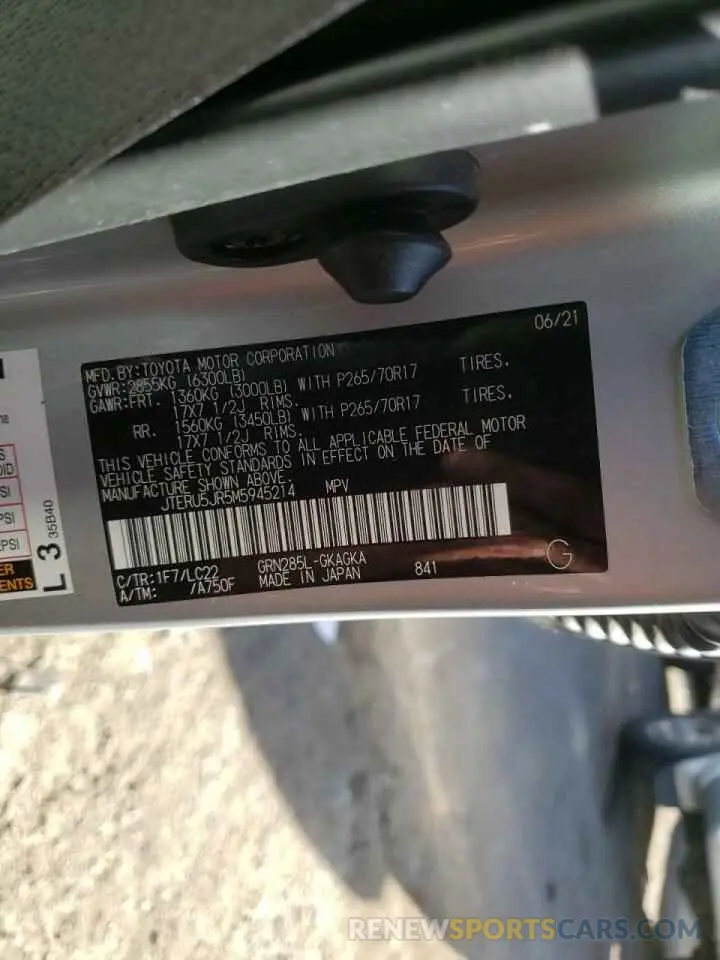 06/21
MFD. BY: TOYOTA MOTOR CORPORATION
GVWR: 2855KG (6300LB)
GAWR: FRT. 1360KG (3000LB) WITH P265/70R17 TIRES.
17X7 1/2J RIMS.
RR. 1560KG (3450LB) WITH P265/70R17 TIRES.
17X7 1/2J RIMS.
THIS VEHICLE CONFORMS TO ALL APPLICABLE FEDERAL MOTOR
VEHICLE SAFETY STANDARDS IN EFFECT ON THE DATE OF
MANUFACTURE SHOWN ABOVE.
JTERU5JR5M5945214 MPV
C/TR: 1F7/LC22 GRN285L-GKAGKA
A/TM: /A750F MADE IN JAPAN 841
G
PSI
PSI
L 3 35B40
RENEWSPORTSCARS.COM